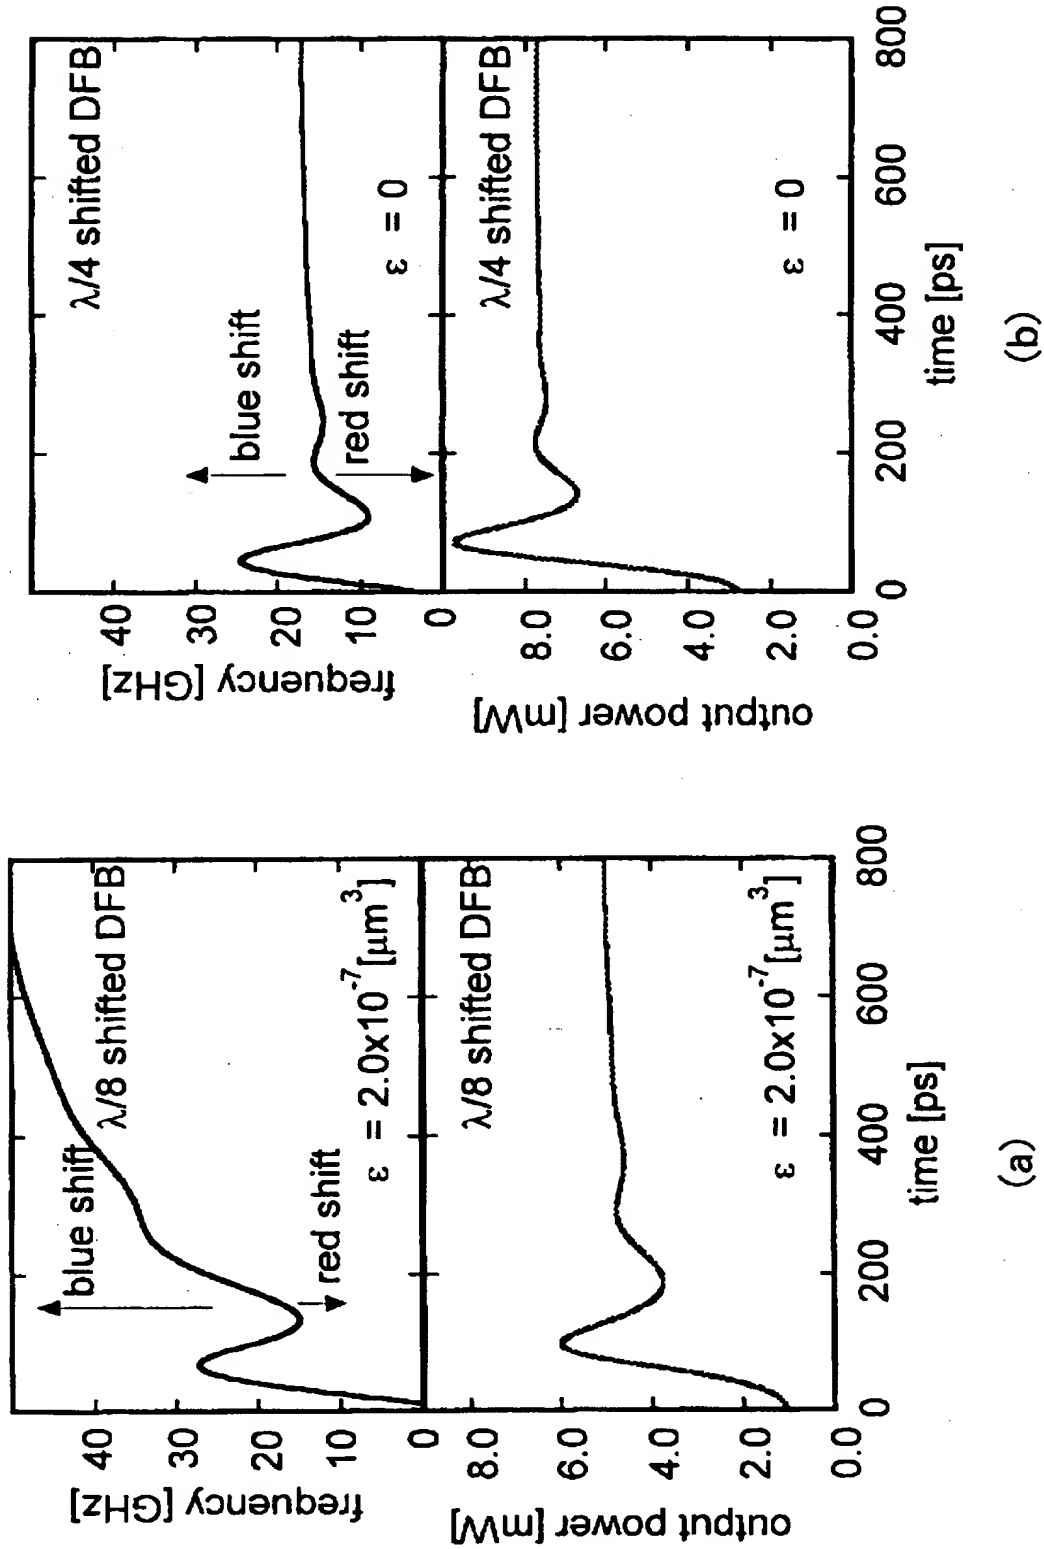 frequency [GHz]
40
30
20
10
0
blue shift
red shift
λ/8 shifted DFB
ε = 2.0x10⁻⁷[μm³]
output power [mW]
8.0
6.0
4.0
2.0
0.0
λ/8 shifted DFB
ε = 2.0x10⁻⁷[μm³]
0 200 400 600 800
time [ps]
(a)
frequency [GHz]
40
30
20
10
0
blue shift
red shift
λ/4 shifted DFB
ε = 0
output power [mW]
8.0
6.0
4.0
2.0
0.0
λ/4 shifted DFB
ε = 0
0 200 400 600 800
time [ps]
(b)